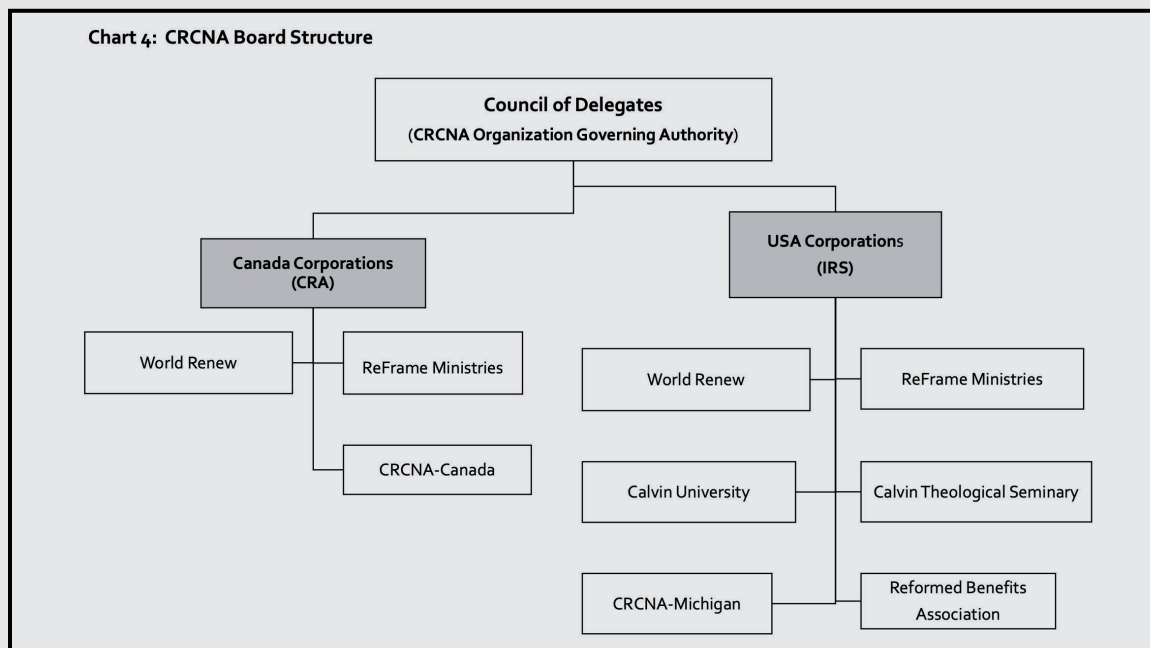 Chart 4: CRCNA Board Structure
Council of Delegates
(CRCNA Organization Governing Authority)
Canada Corporations
(CRA)
USA Corporations
(IRS)
World Renew
ReFrame Ministries
CRCNA-Canada
World Renew
ReFrame Ministries
Calvin University
Calvin Theological Seminary
CRCNA-Michigan
Reformed Benefits
Association